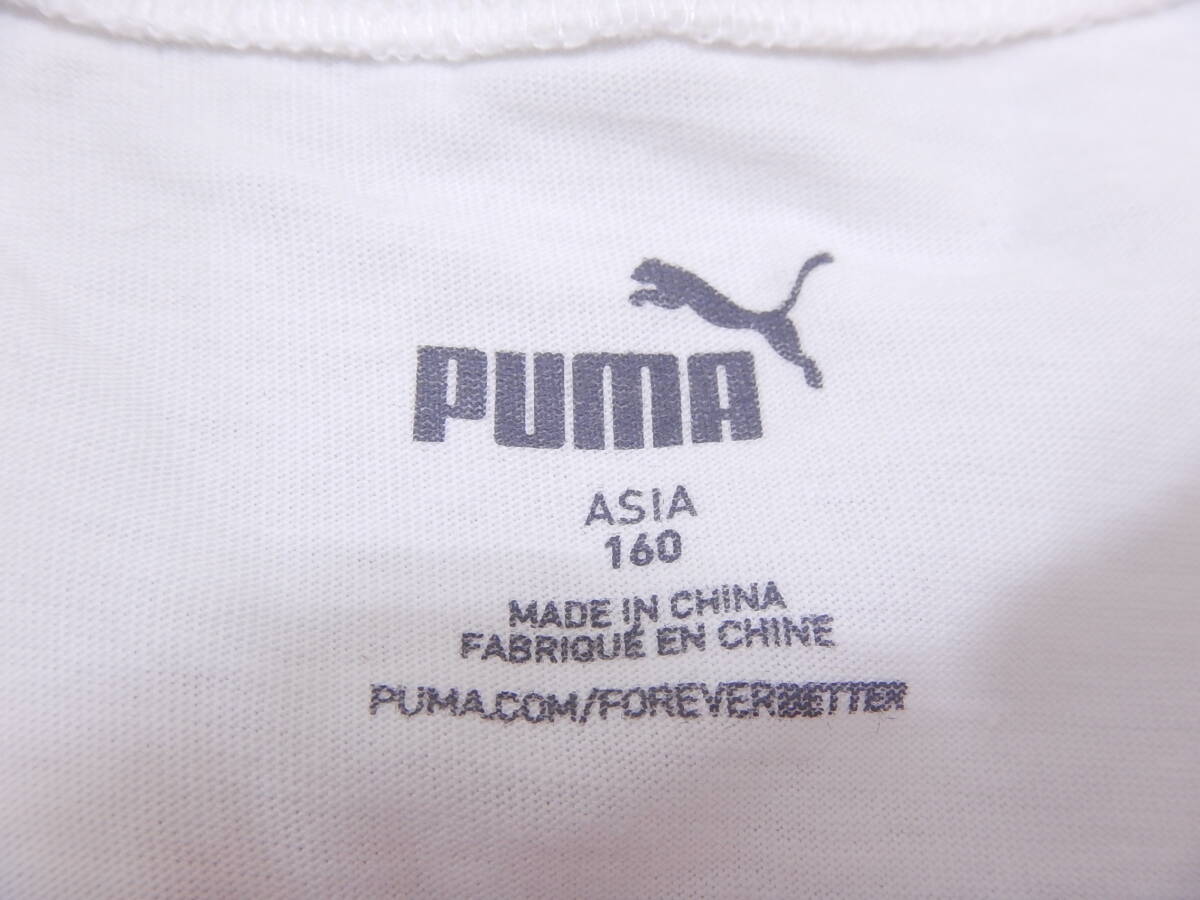 PUMA
ASIA
160
MADE IN CHINA
FABRIQUÉ EN CHINE
PUMA.COM/FOREVERBETTER